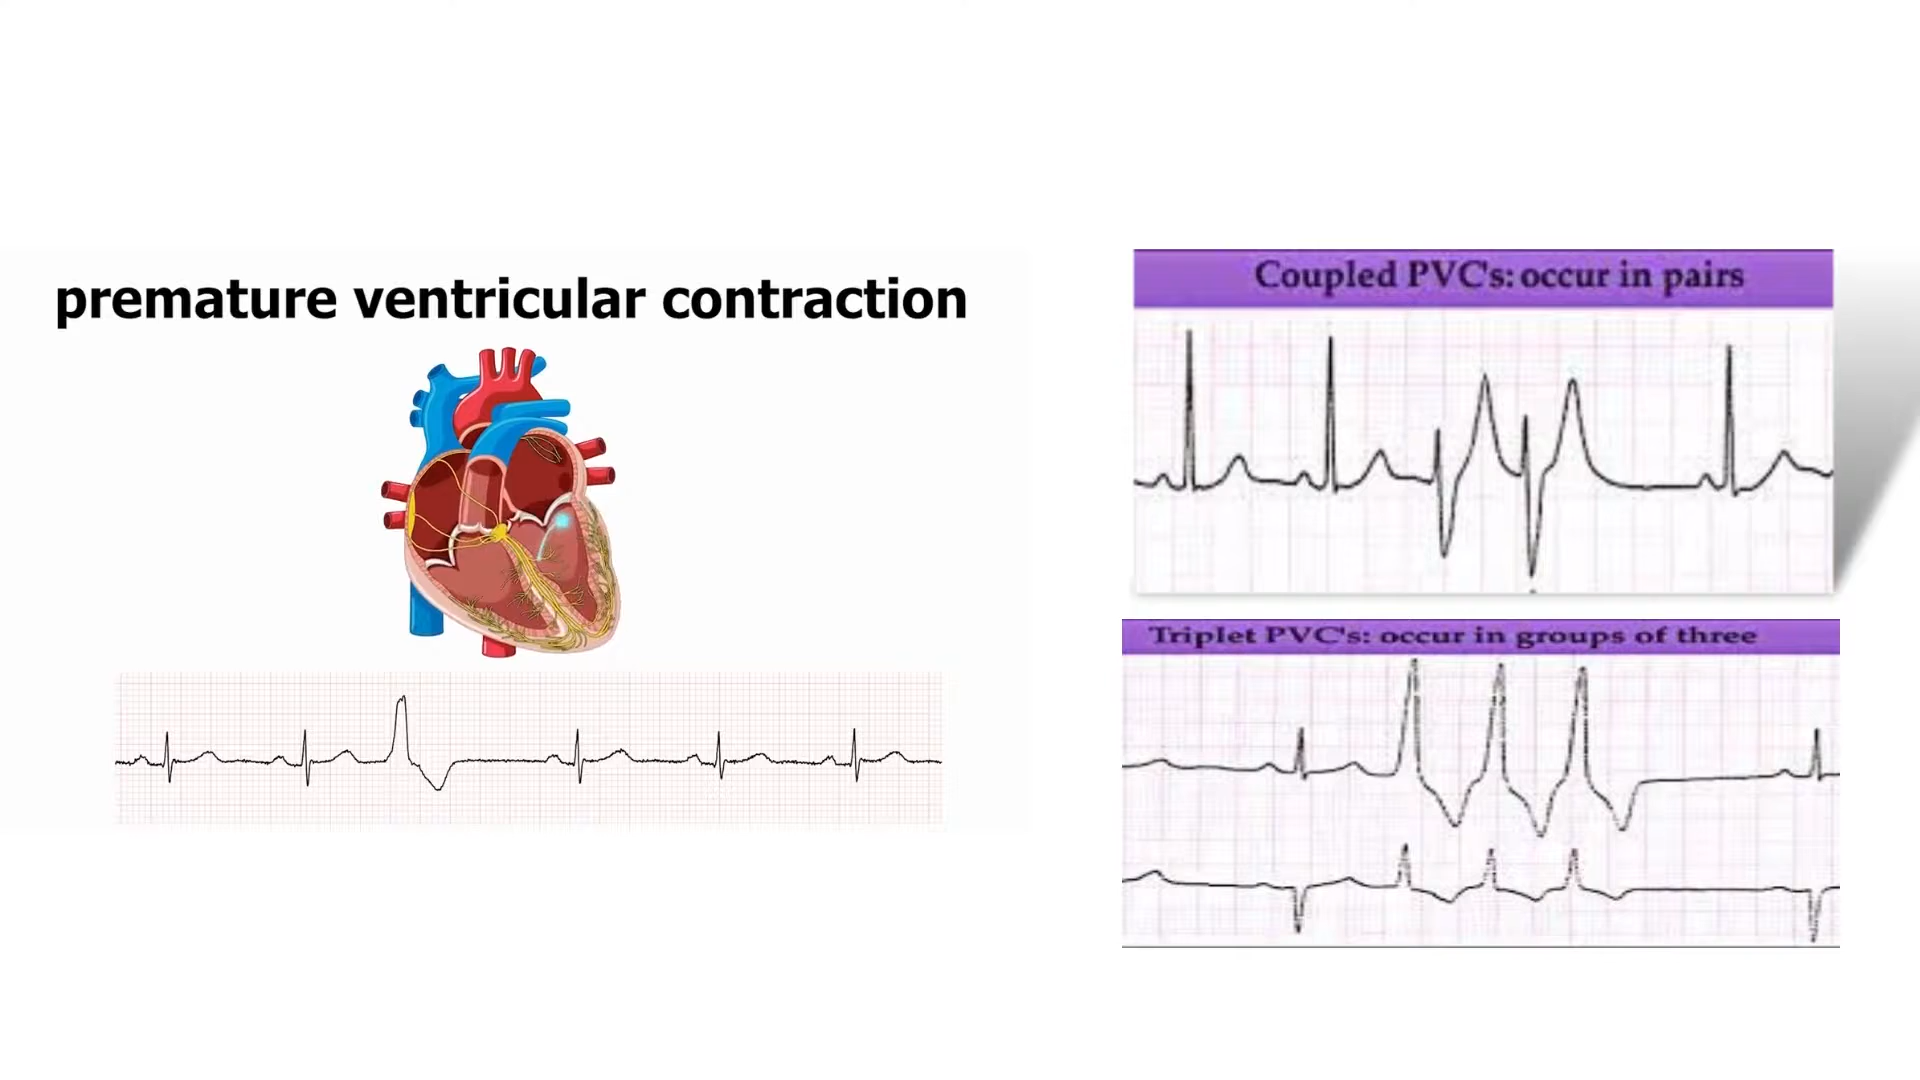 premature ventricular contraction
Coupled PVC's: occur in pairs
Triplet PVC's: occur in groups of three